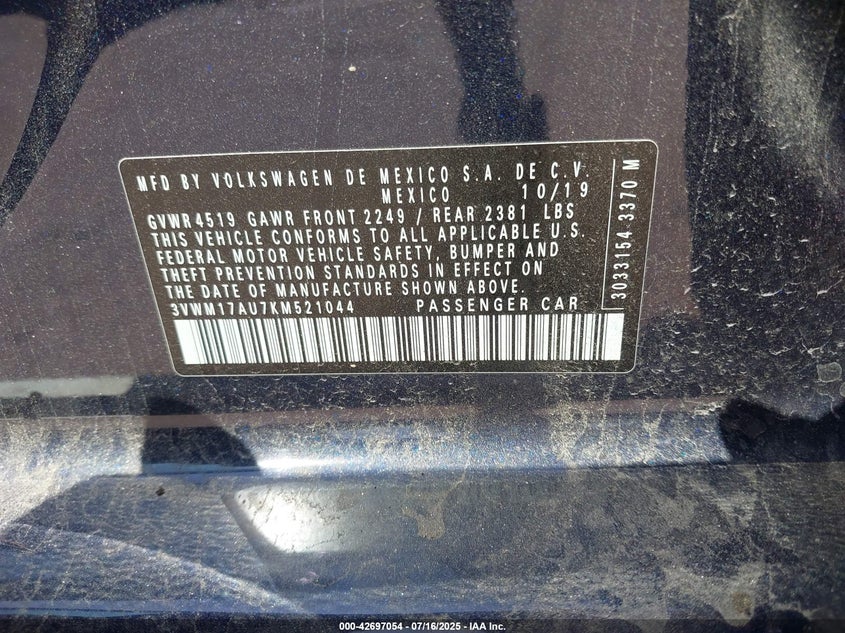 MFD BY VOLKSWAGEN DE MEXICO S.A. DE C.V.
MEXICO 10/19
GVWR 4519 GAWR FRONT 2249 / REAR 2381 LBS
THIS VEHICLE CONFORMS TO ALL APPLICABLE U.S.
FEDERAL MOTOR VEHICLE SAFETY, BUMPER AND
THEFT PREVENTION STANDARDS IN EFFECT ON
THE DATE OF MANUFACTURE SHOWN ABOVE.
3VWM17AU7KM521044 PASSENGER CAR
3033154 3370 M
000-42697054 - 07/16/2025 - IAA Inc.